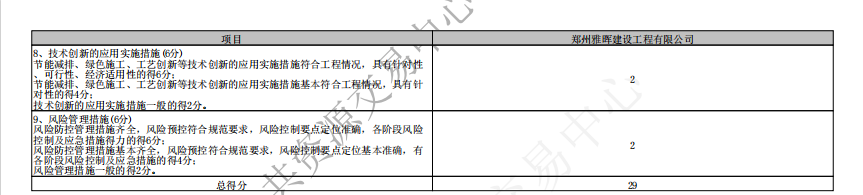 项目 郑州雅晖建设工程有限公司
8、技术创新的应用实施措施(6分)
节能减排、绿色施工、工艺创新等技术创新的应用实施措施符合工程情况，具有针对性
、可行性、经济适用性的得6分；
节能减排、绿色施工、工艺创新等技术创新的应用实施措施基本符合工程情况，具有针
对性的得4分；
技术创新的应用实施措施一般的得2分。
2
9、风险管理措施(6分)
风险防控管理措施齐全，风险预控符合规范要求，风险控制要点定位准确，各阶段风险
控制及应急措施得力的得6分；
风险防控管理措施基本齐全，风险预控符合规范要求，风险控制要点定位基本准确，有
各阶段风险控制及应急措施的得4分；
风险管理措施一般的得2分。
2
总得分 29
共资源交易中心
易中心